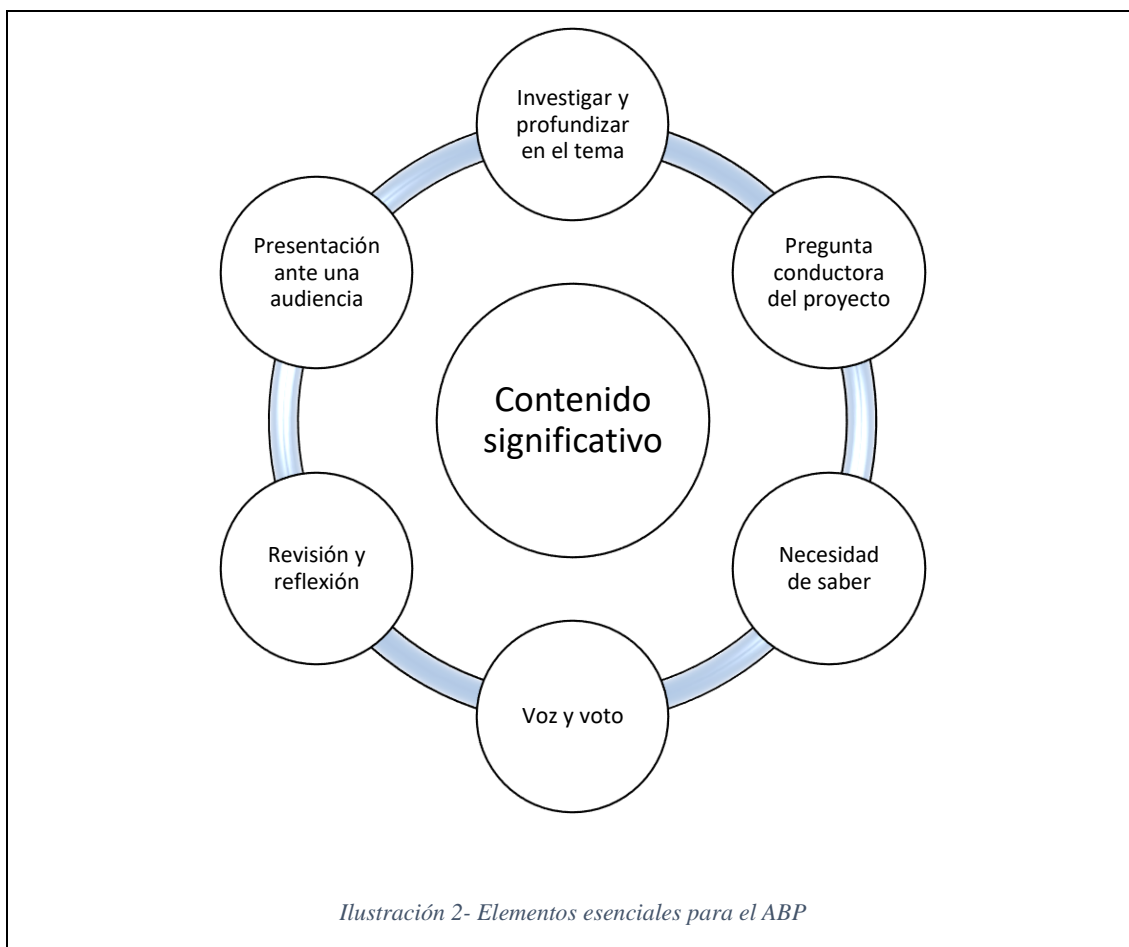 Investigar y
profundizar
en el tema
Pregunta
conductora
del proyecto
Necesidad
de saber
Voz y voto
Revisión y
reflexión
Presentación
ante una
audiencia
Contenido
significativo
Ilustración 2- Elementos esenciales para el ABP